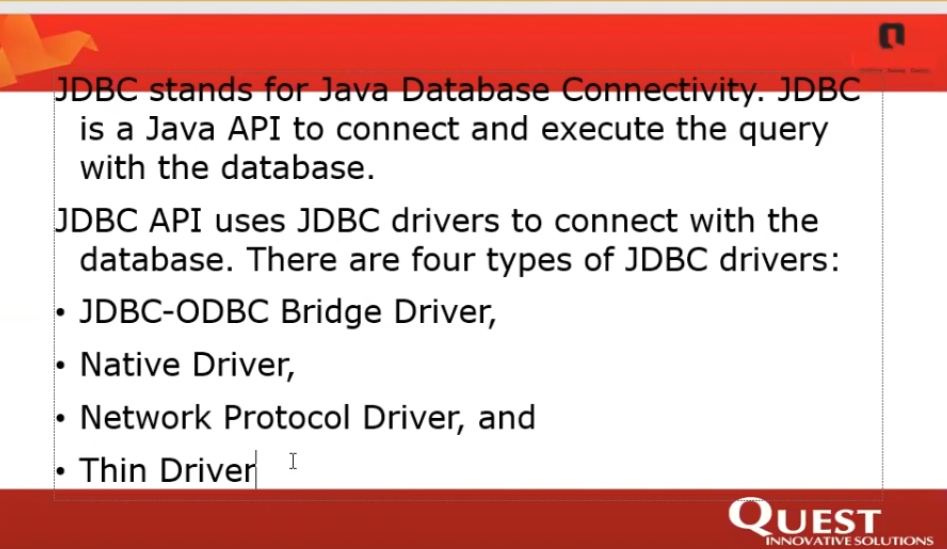 JDBC stands for Java Database Connectivity. JDBC
is a Java API to connect and execute the query
with the database.
JDBC API uses JDBC drivers to connect with the
database. There are four types of JDBC drivers:
• JDBC-ODBC Bridge Driver,
• Native Driver,
• Network Protocol Driver, and
• Thin Driver
QUEST
INNOVATIVE SOLUTIONS